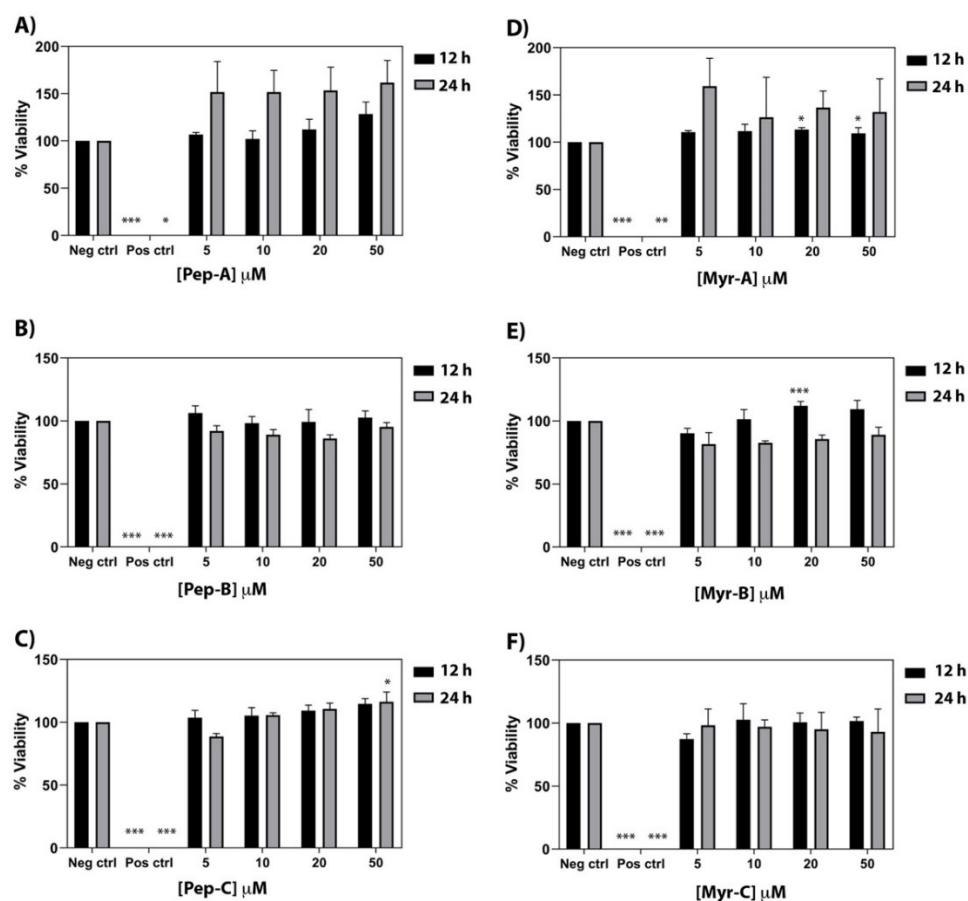 A)
200
150
100
50
0
% Viability
*** *
12 h
24 h
Neg ctrl Pos ctrl 5 10 20 50
[Pep-A] μM
D)
200
150
100
50
0
% Viability
*** **
* *
12 h
24 h
Neg ctrl Pos ctrl 5 10 20 50
[Myr-A] μM
B)
150
100
50
0
% Viability
*** ***
12 h
24 h
Neg ctrl Pos ctrl 5 10 20 50
[Pep-B] μM
E)
150
100
50
0
% Viability
*** ***
***
12 h
24 h
Neg ctrl Pos ctrl 5 10 20 50
[Myr-B] μM
C)
150
100
50
0
% Viability
*** ***
*
12 h
24 h
Neg ctrl Pos ctrl 5 10 20 50
[Pep-C] μM
F)
150
100
50
0
% Viability
*** ***
12 h
24 h
Neg ctrl Pos ctrl 5 10 20 50
[Myr-C] μM